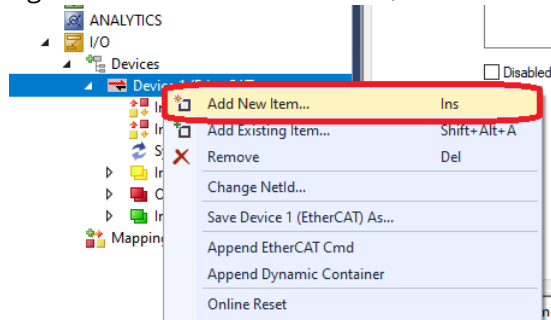 ANALYTICS
I/O
Devices
Disabled
Add New Item... Ins
Add Existing Item... Shift+Alt+A
Remove Del
Change NetId...
Save Device 1 (EtherCAT) As...
Mapping
Append EtherCAT Cmd
Append Dynamic Container
Online Reset